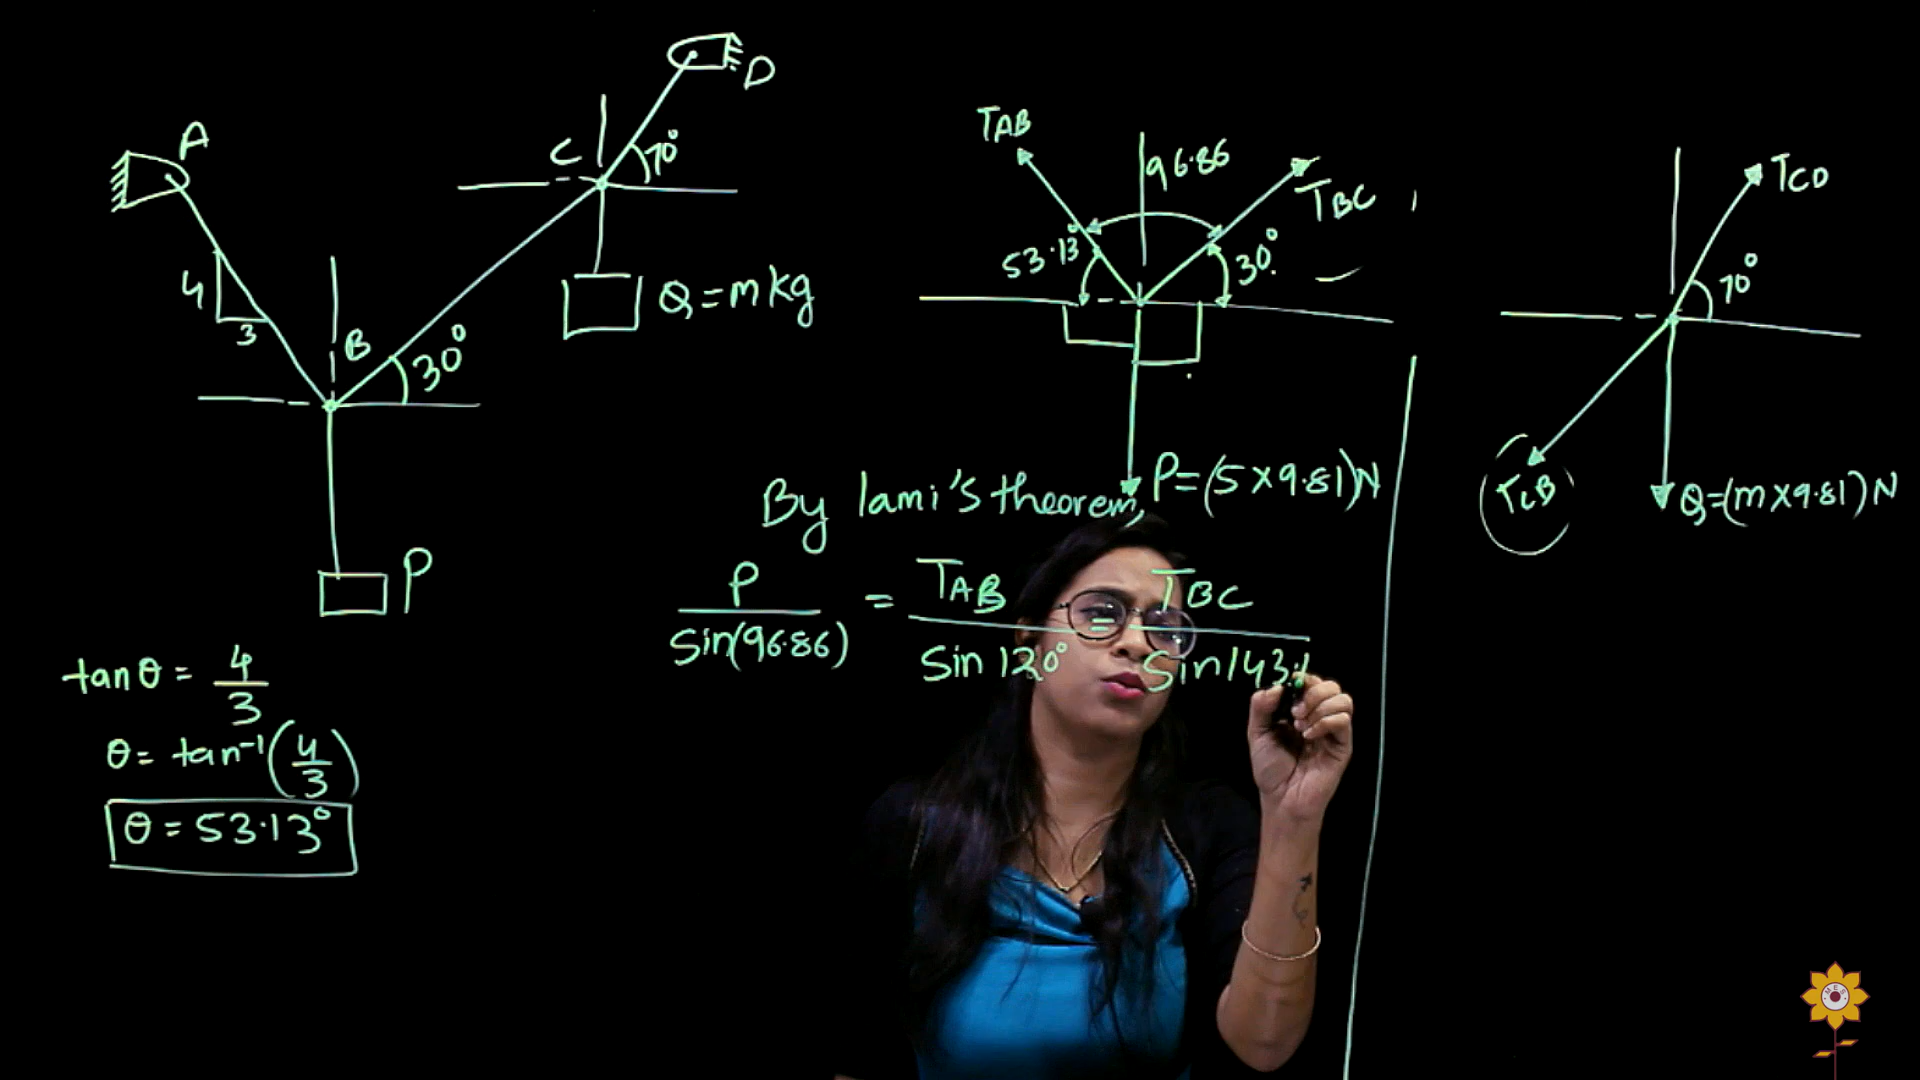 A
4
3
B
30°
P
C
70°
D
Q = m kg
tan θ = 4/3
θ = tan⁻¹(4/3)
θ = 53.13°
TAB
96.86
TBC
53.13°
30°
P = (5 × 9.81) N
By lami's theorem,
P/Sin(96.86) = TAB/Sin 120° = TBC/Sin 143.1
TCD
70°
TCB
Q = (m × 9.81) N
MES